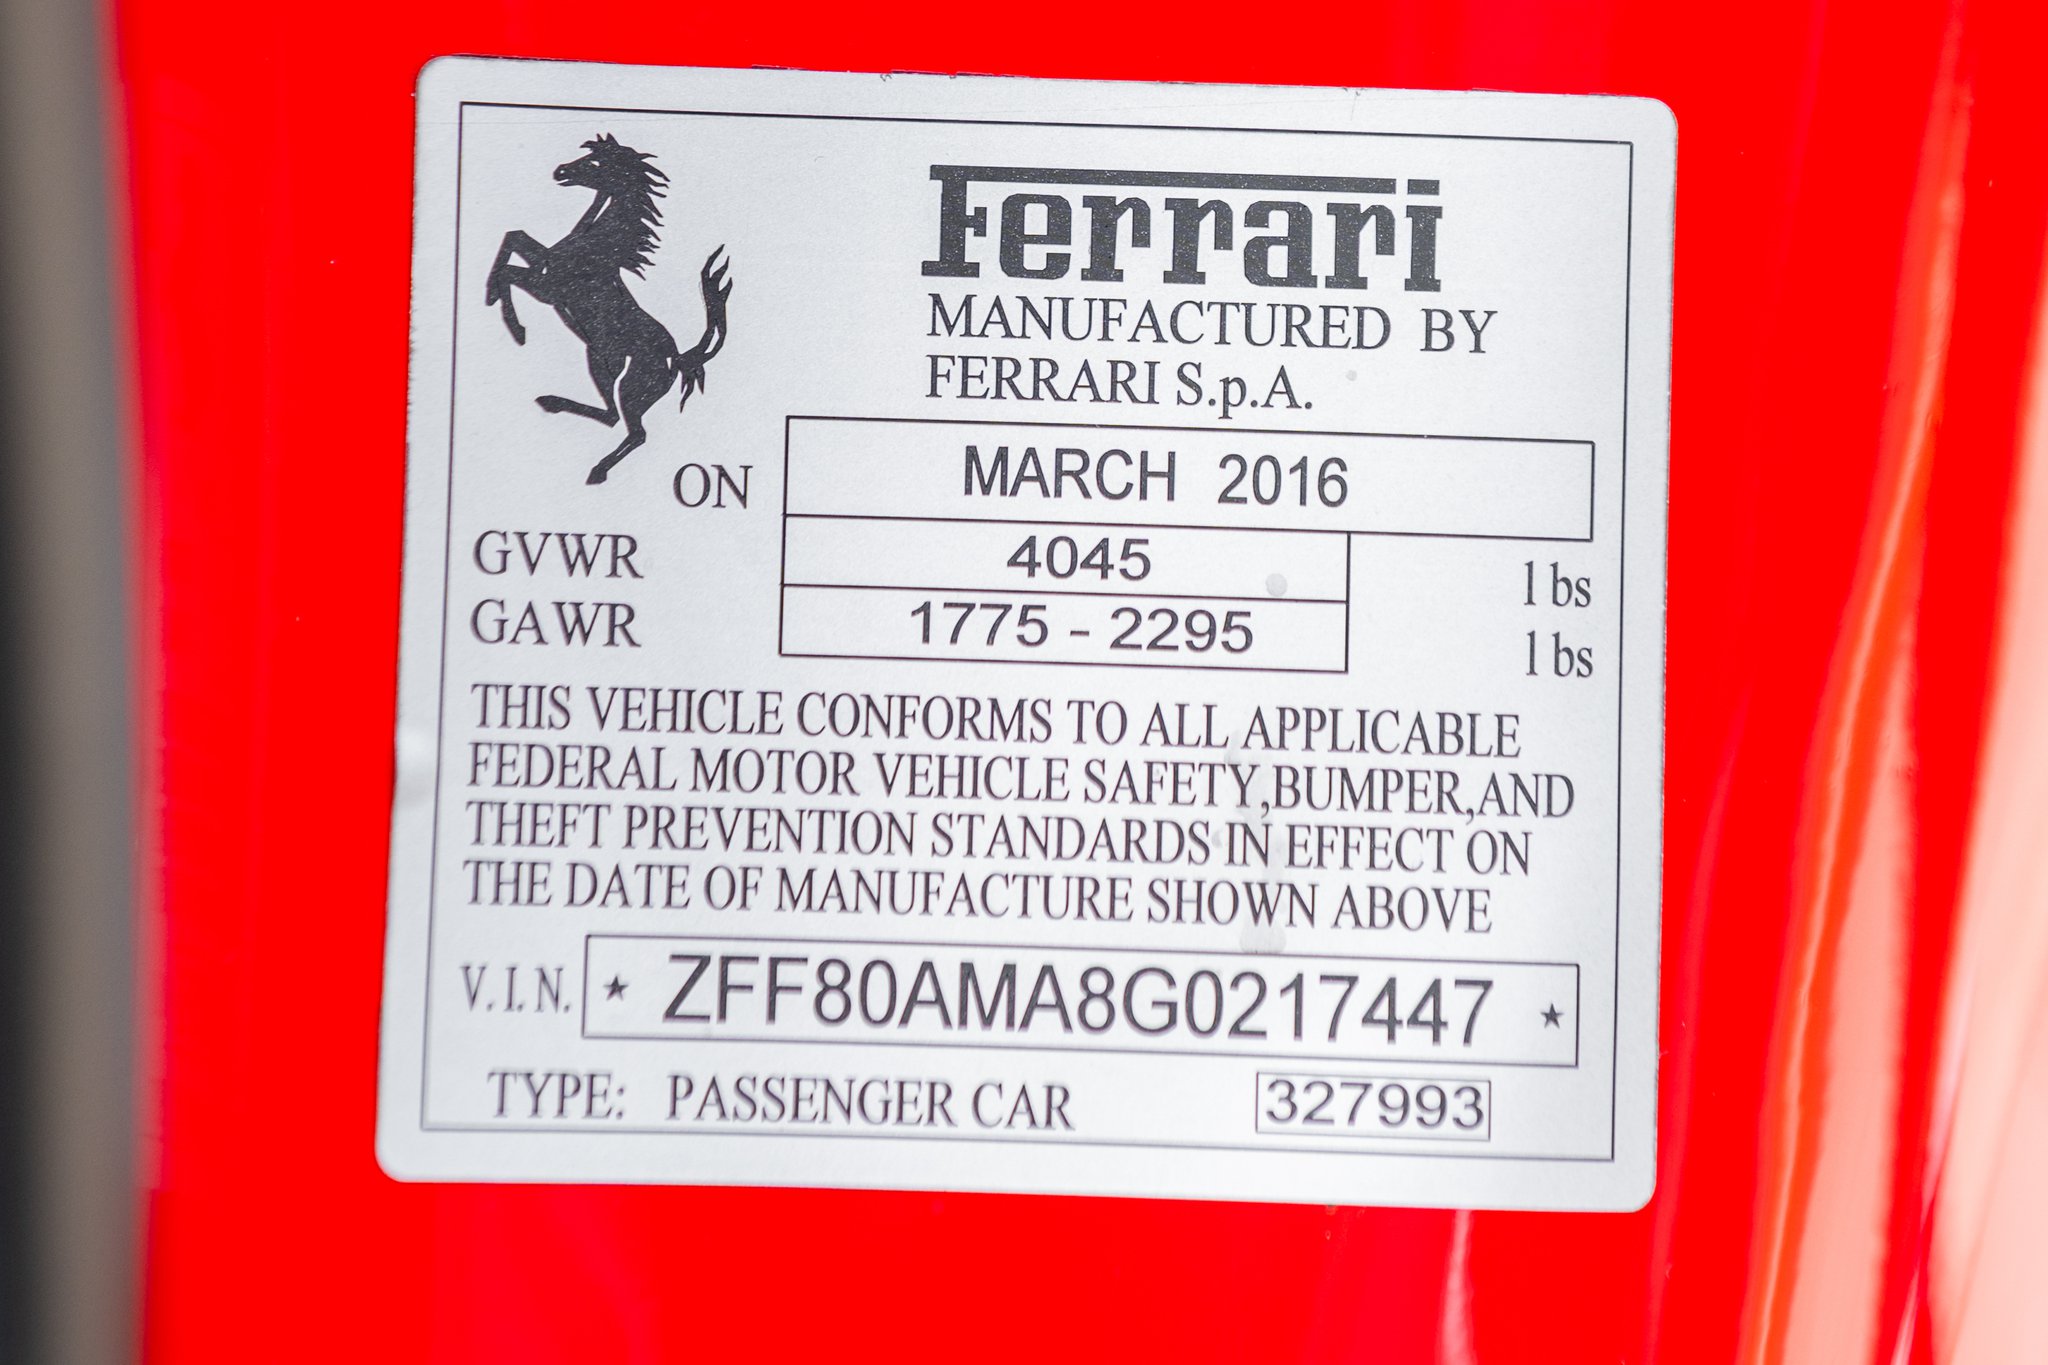 Ferrari
MANUFACTURED BY
FERRARI S.p.A.
ON MARCH 2016
GVWR 4045 lbs
GAWR 1775 - 2295 lbs
THIS VEHICLE CONFORMS TO ALL APPLICABLE
FEDERAL MOTOR VEHICLE SAFETY,BUMPER,AND
THEFT PREVENTION STANDARDS IN EFFECT ON
THE DATE OF MANUFACTURE SHOWN ABOVE
V.I.N. ★ ZFF80AMA8G0217447 ★
TYPE: PASSENGER CAR 327993